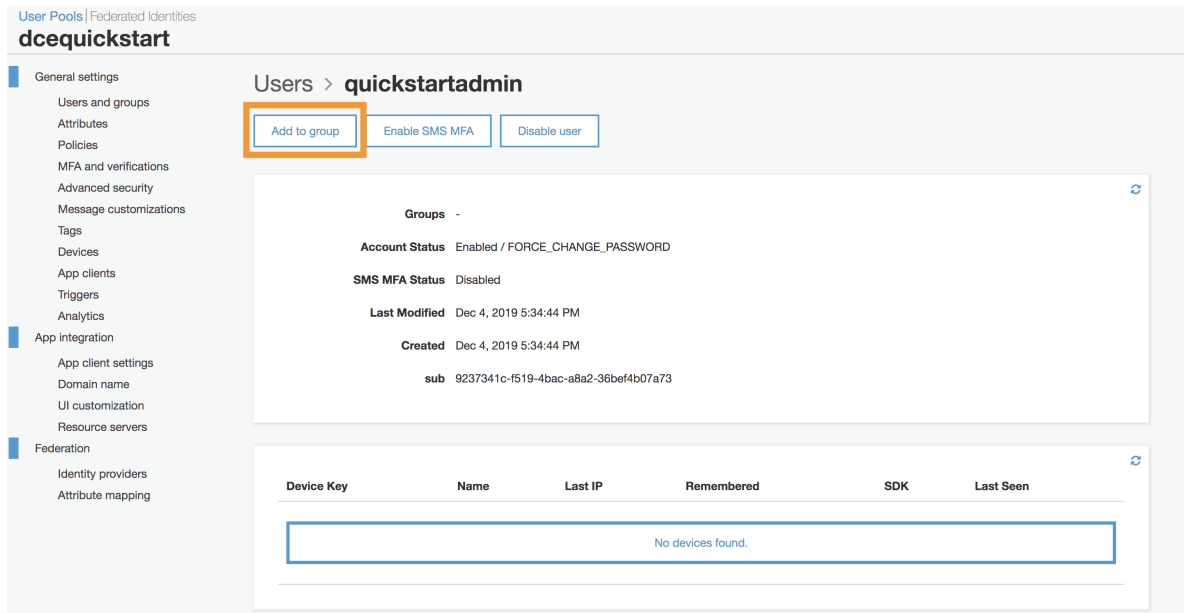 User Pools | Federated Identities
dcequickstart
General settings
Users and groups
Attributes
Policies
MFA and verifications
Advanced security
Message customizations
Tags
Devices
App clients
Triggers
Analytics
App integration
App client settings
Domain name
UI customization
Resource servers
Federation
Identity providers
Attribute mapping
Users > quickstartadmin
Add to group Enable SMS MFA Disable user
Groups -
Account Status Enabled / FORCE_CHANGE_PASSWORD
SMS MFA Status Disabled
Last Modified Dec 4, 2019 5:34:44 PM
Created Dec 4, 2019 5:34:44 PM
sub 9237341c-f519-4bac-a8a2-36bef4b07a73
Device Key Name Last IP Remembered SDK Last Seen
No devices found.